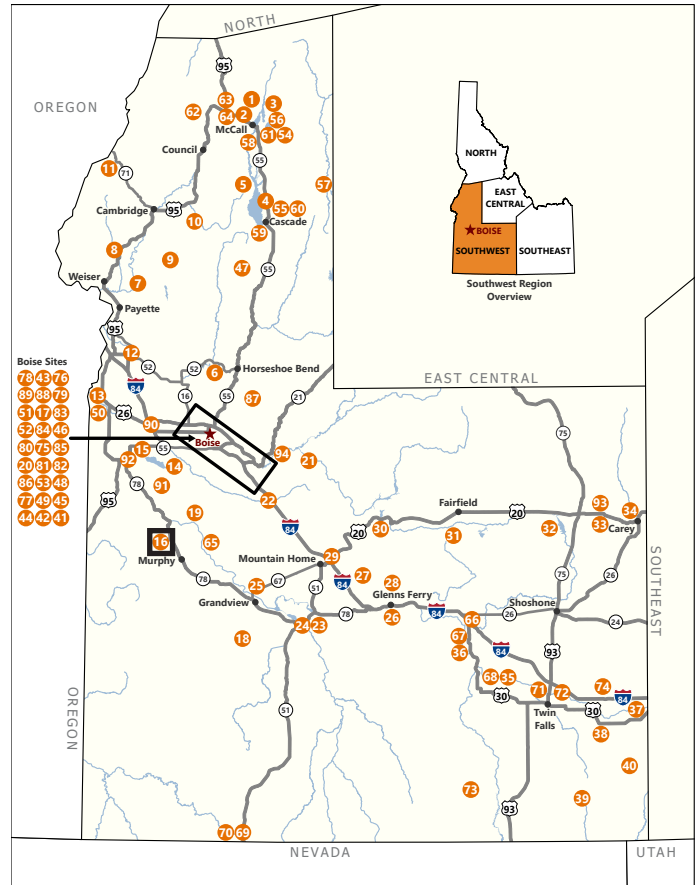 NORTH
95
OREGON
63
1
3
62
64
2
56
McCall
61
54
58
Council
55
11
71
5
57
4
55
60
Cambridge
95
10
Cascade
59
8
9
47
55
Weiser
7
Payette
95
12
52
52
Horseshoe Bend
6
84
16
55
87
21
13
50
26
90
Boise
15
55
92
14
94
21
78
91
22
95
19
84
16
65
Murphy
78
Boise Sites
78 43 76
89 88 79
51 17 83
52 84 46
80 75 85
20 81 82
86 53 48
77 49 45
44 42 41
NORTH
EAST
CENTRAL
BOISE
SOUTHWEST
SOUTHEAST
Southwest Region
Overview
EAST CENTRAL
75
Fairfield
20
93
34
20
30
31
32
33
Carey
Mountain Home
29
67
51
84
27
28
75
26
SOUTHEAST
25
Grandview
Glenns Ferry
78
26
84
66
26
Shoshone
24
24
23
18
67
36
84
93
68
35
30
71
72
74
84
37
30
Twin
Falls
38
OREGON
51
40
73
93
39
70
69
NEVADA
UTAH